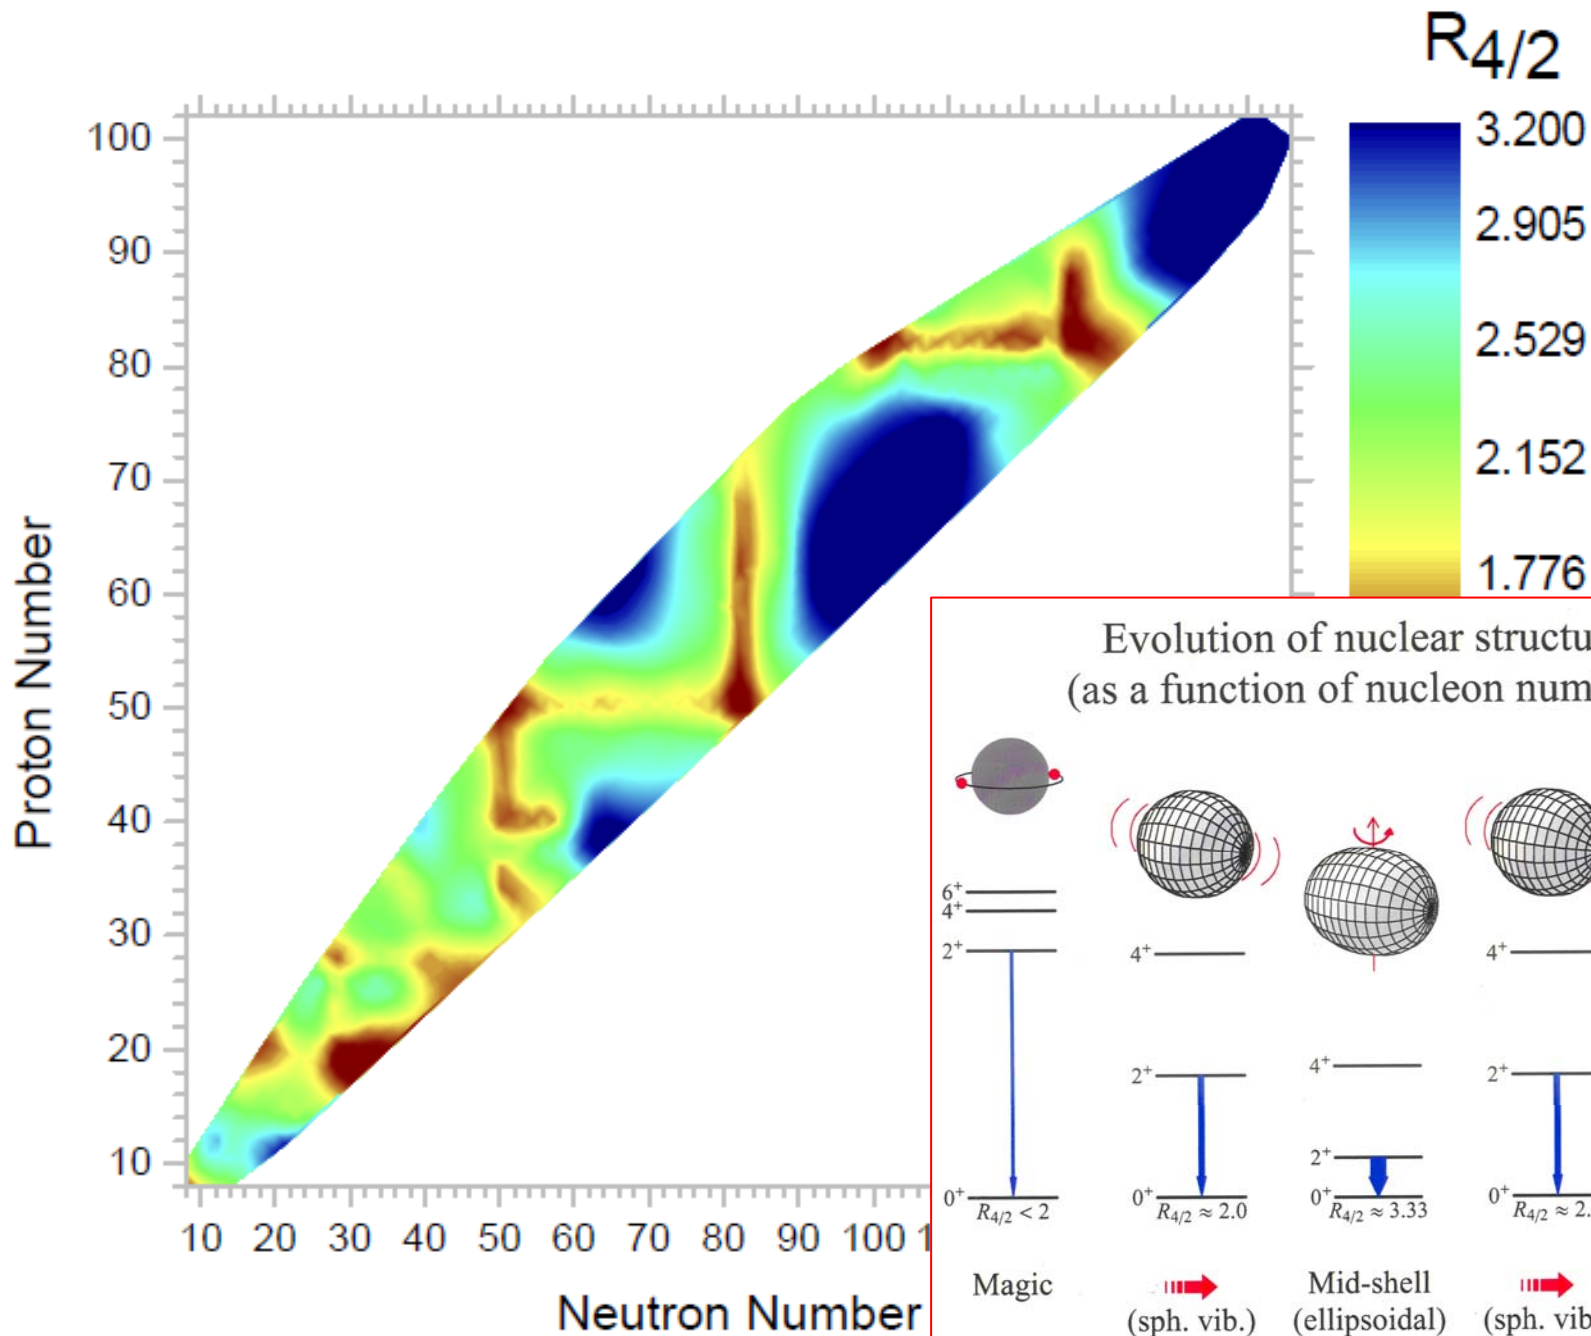 R4/2
3.200
2.905
2.529
2.152
1.776
100
90
80
70
60
50
40
30
20
10
Proton Number
10 20 30 40 50 60 70 80 90 100 1
Neutron Number
Evolution of nuclear structu
(as a function of nucleon num
6+
4+
2+
0+
R4/2 < 2
Magic
4+
2+
0+
R4/2 ≈ 2.0
(sph. vib.)
4+
2+
0+
R4/2 ≈ 3.33
Mid-shell
(ellipsoidal)
4+
2+
0+
R4/2 ≈ 2.
(sph. vib